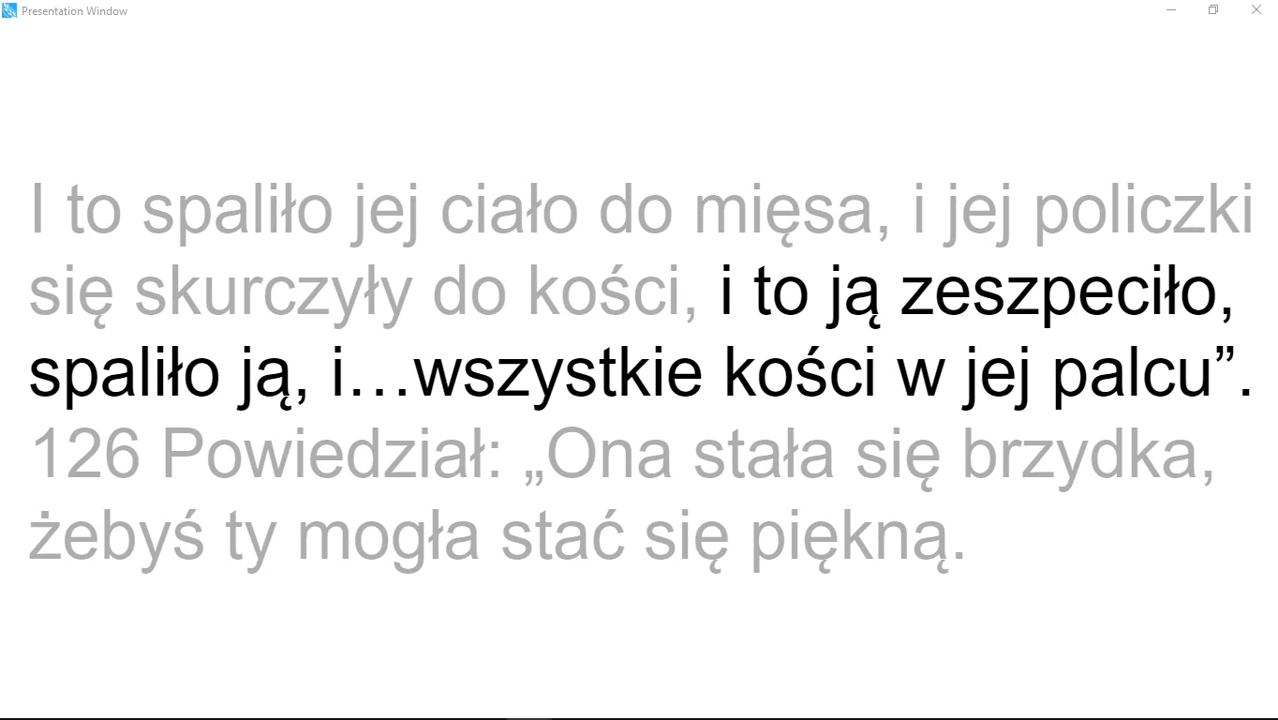 Presentation Window
I to spaliło jej ciało do mięsa, i jej policzki
się skurczyły do kości, i to ją zeszpeciło,
spaliło ją, i…wszystkie kości w jej palcu”.
126 Powiedział: „Ona stała się brzydka,
żebyś ty mogła stać się piękną.